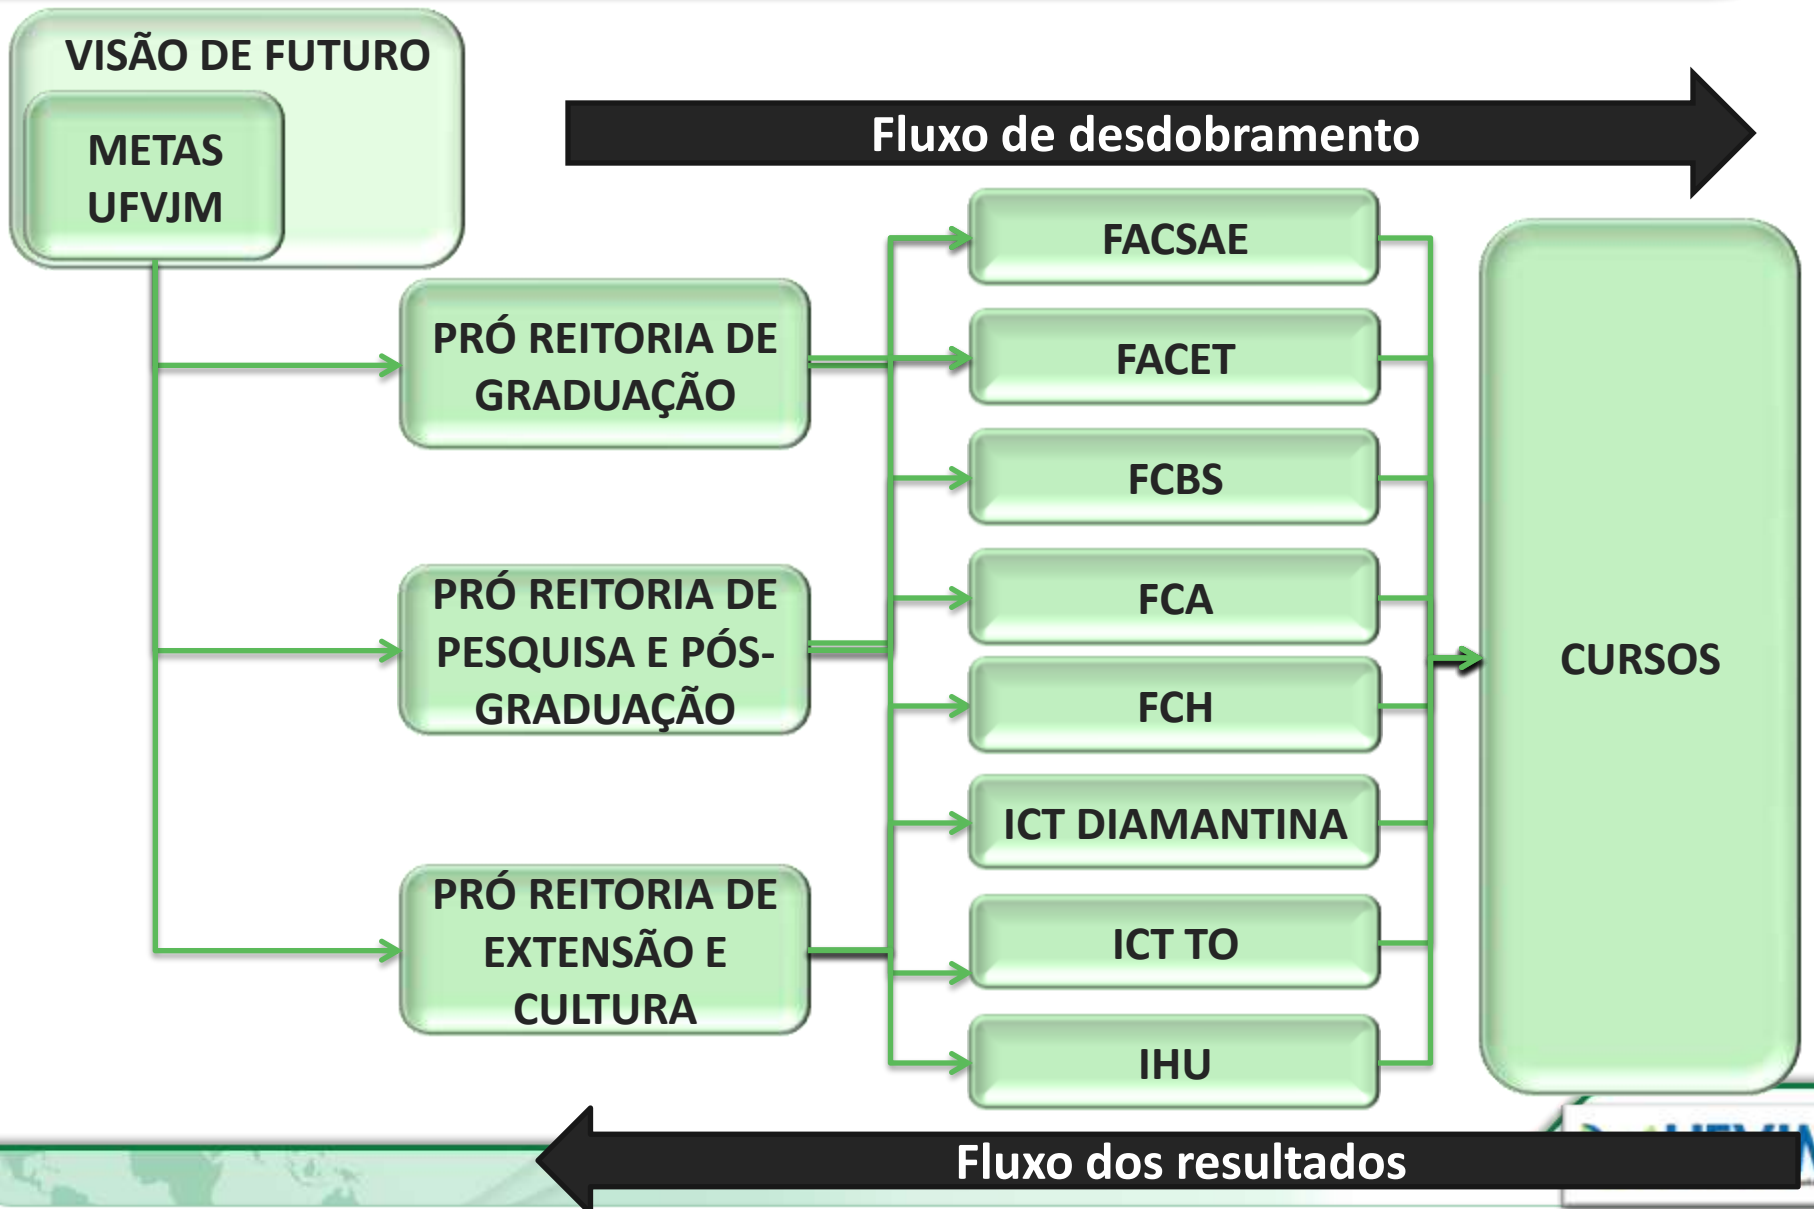 VISÃO DE FUTURO
METAS
UFVJM
Fluxo de desdobramento
PRÓ REITORIA DE
GRADUAÇÃO
PRÓ REITORIA DE
PESQUISA E PÓS-
GRADUAÇÃO
PRÓ REITORIA DE
EXTENSÃO E
CULTURA
FACSAE
FACET
FCBS
FCA
FCH
ICT DIAMANTINA
ICT TO
IHU
CURSOS
Fluxo dos resultados